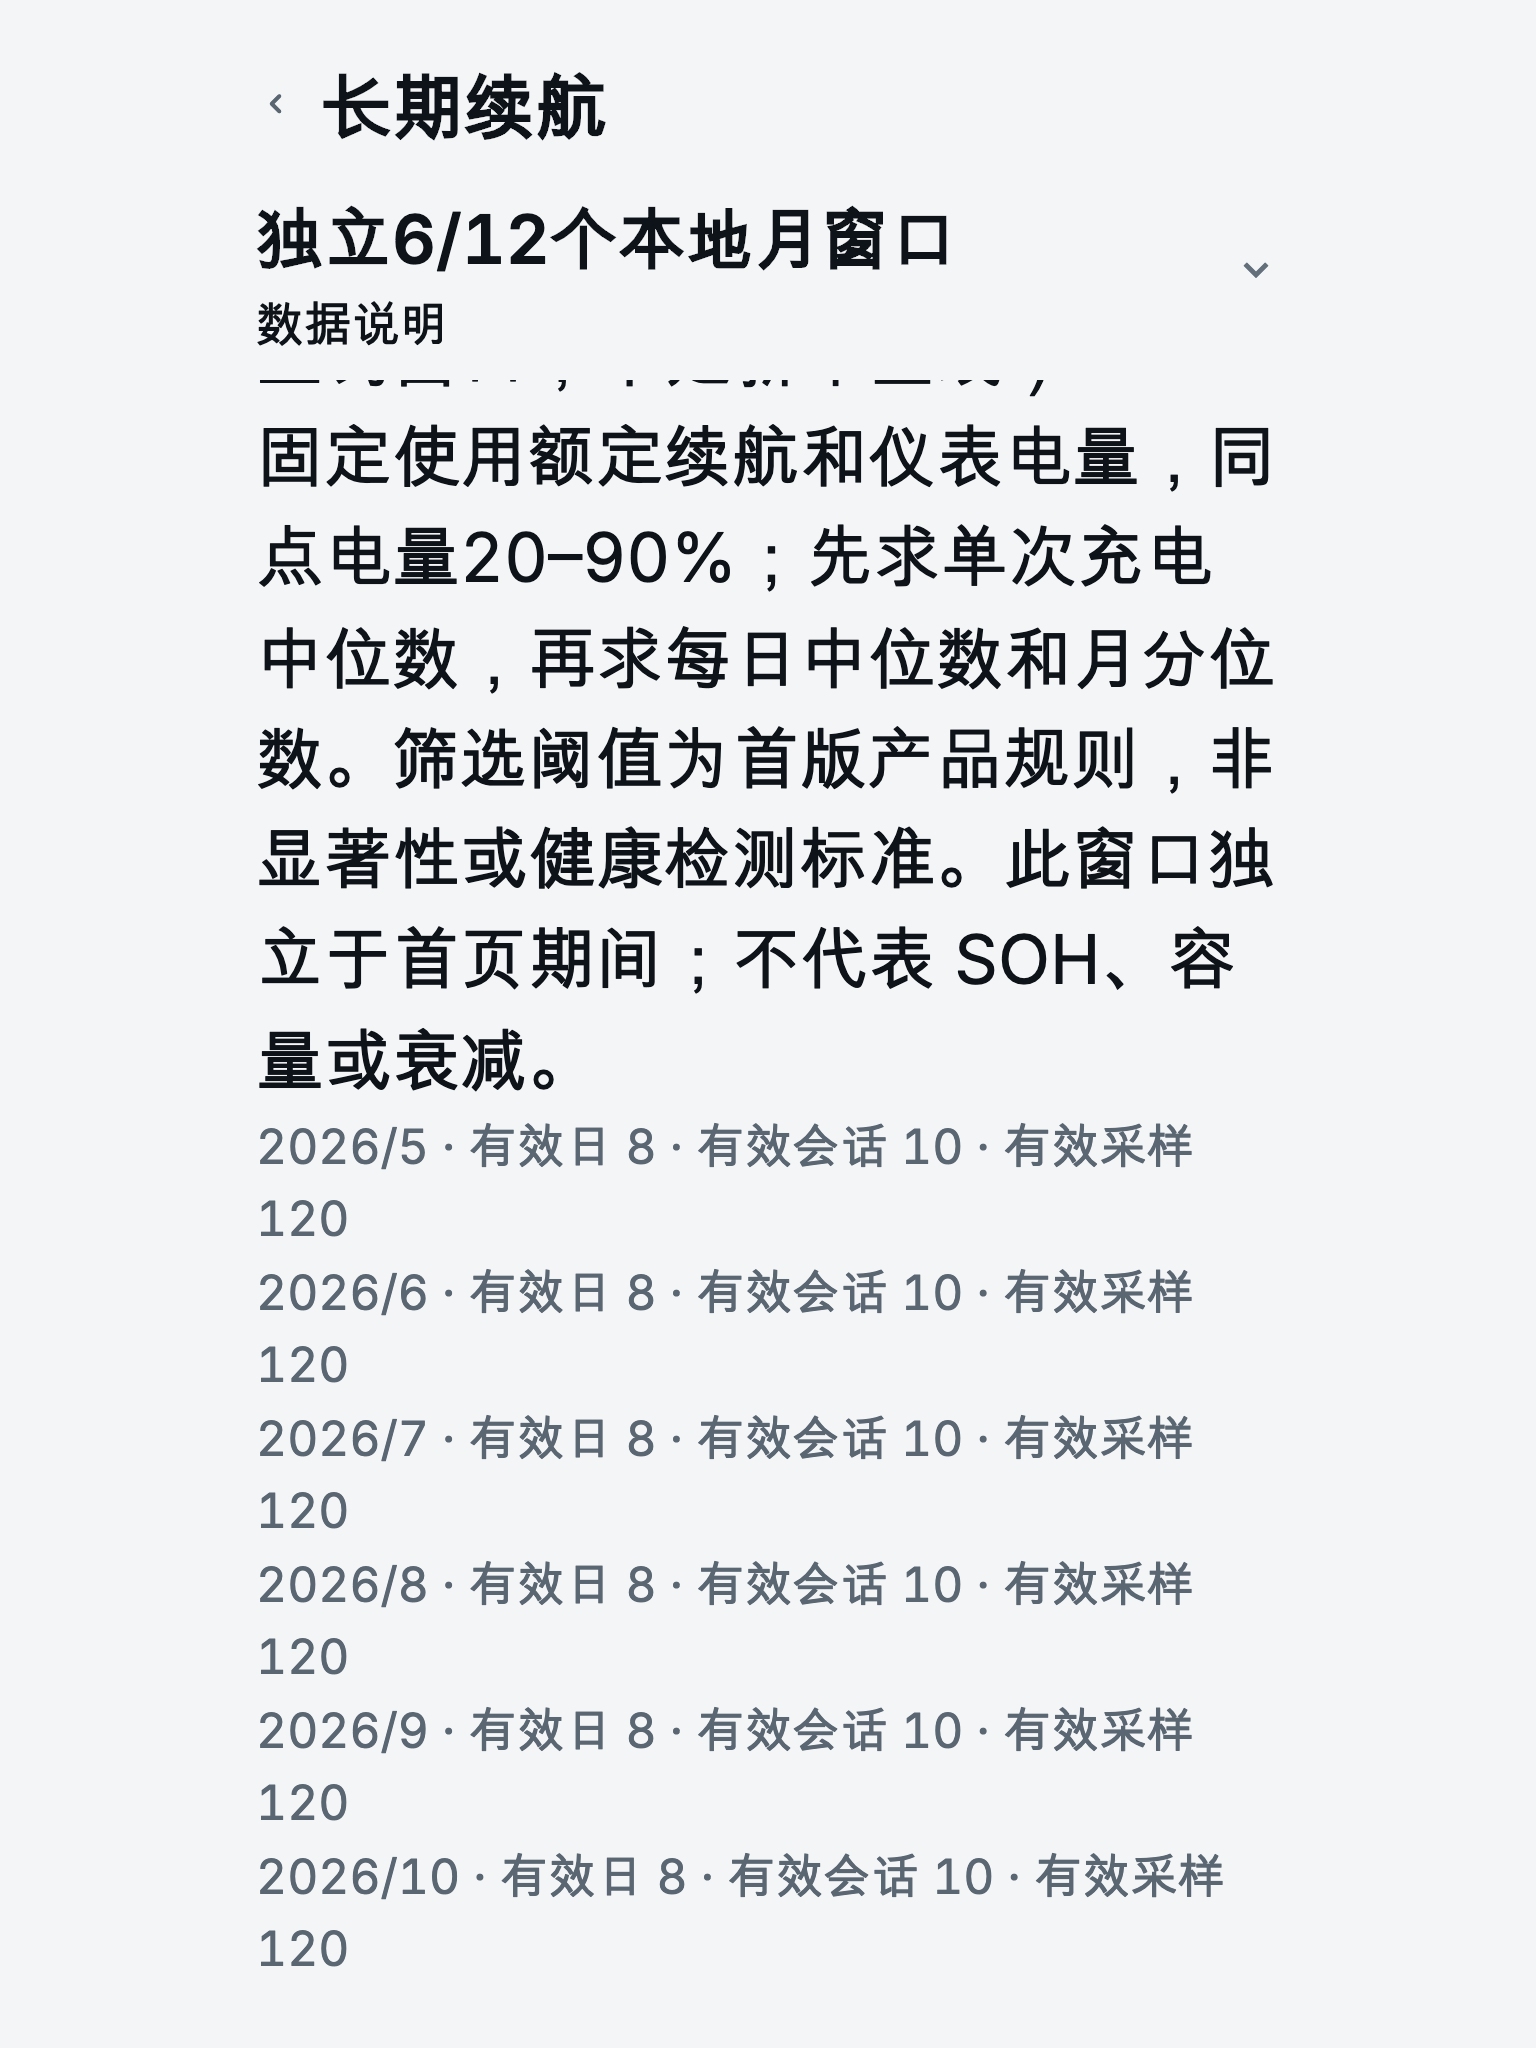 长期续航
独立6/12个本地月窗口
数据说明
固定使用额定续航和仪表电量，同
点电量20–90%；先求单次充电
中位数，再求每日中位数和月分位
数。筛选阈值为首版产品规则，非
显著性或健康检测标准。此窗口独
立于首页期间；不代表 SOH、容
量或衰减。
2026/5 · 有效日 8 · 有效会话 10 · 有效采样
120
2026/6 · 有效日 8 · 有效会话 10 · 有效采样
120
2026/7 · 有效日 8 · 有效会话 10 · 有效采样
120
2026/8 · 有效日 8 · 有效会话 10 · 有效采样
120
2026/9 · 有效日 8 · 有效会话 10 · 有效采样
120
2026/10 · 有效日 8 · 有效会话 10 · 有效采样
120